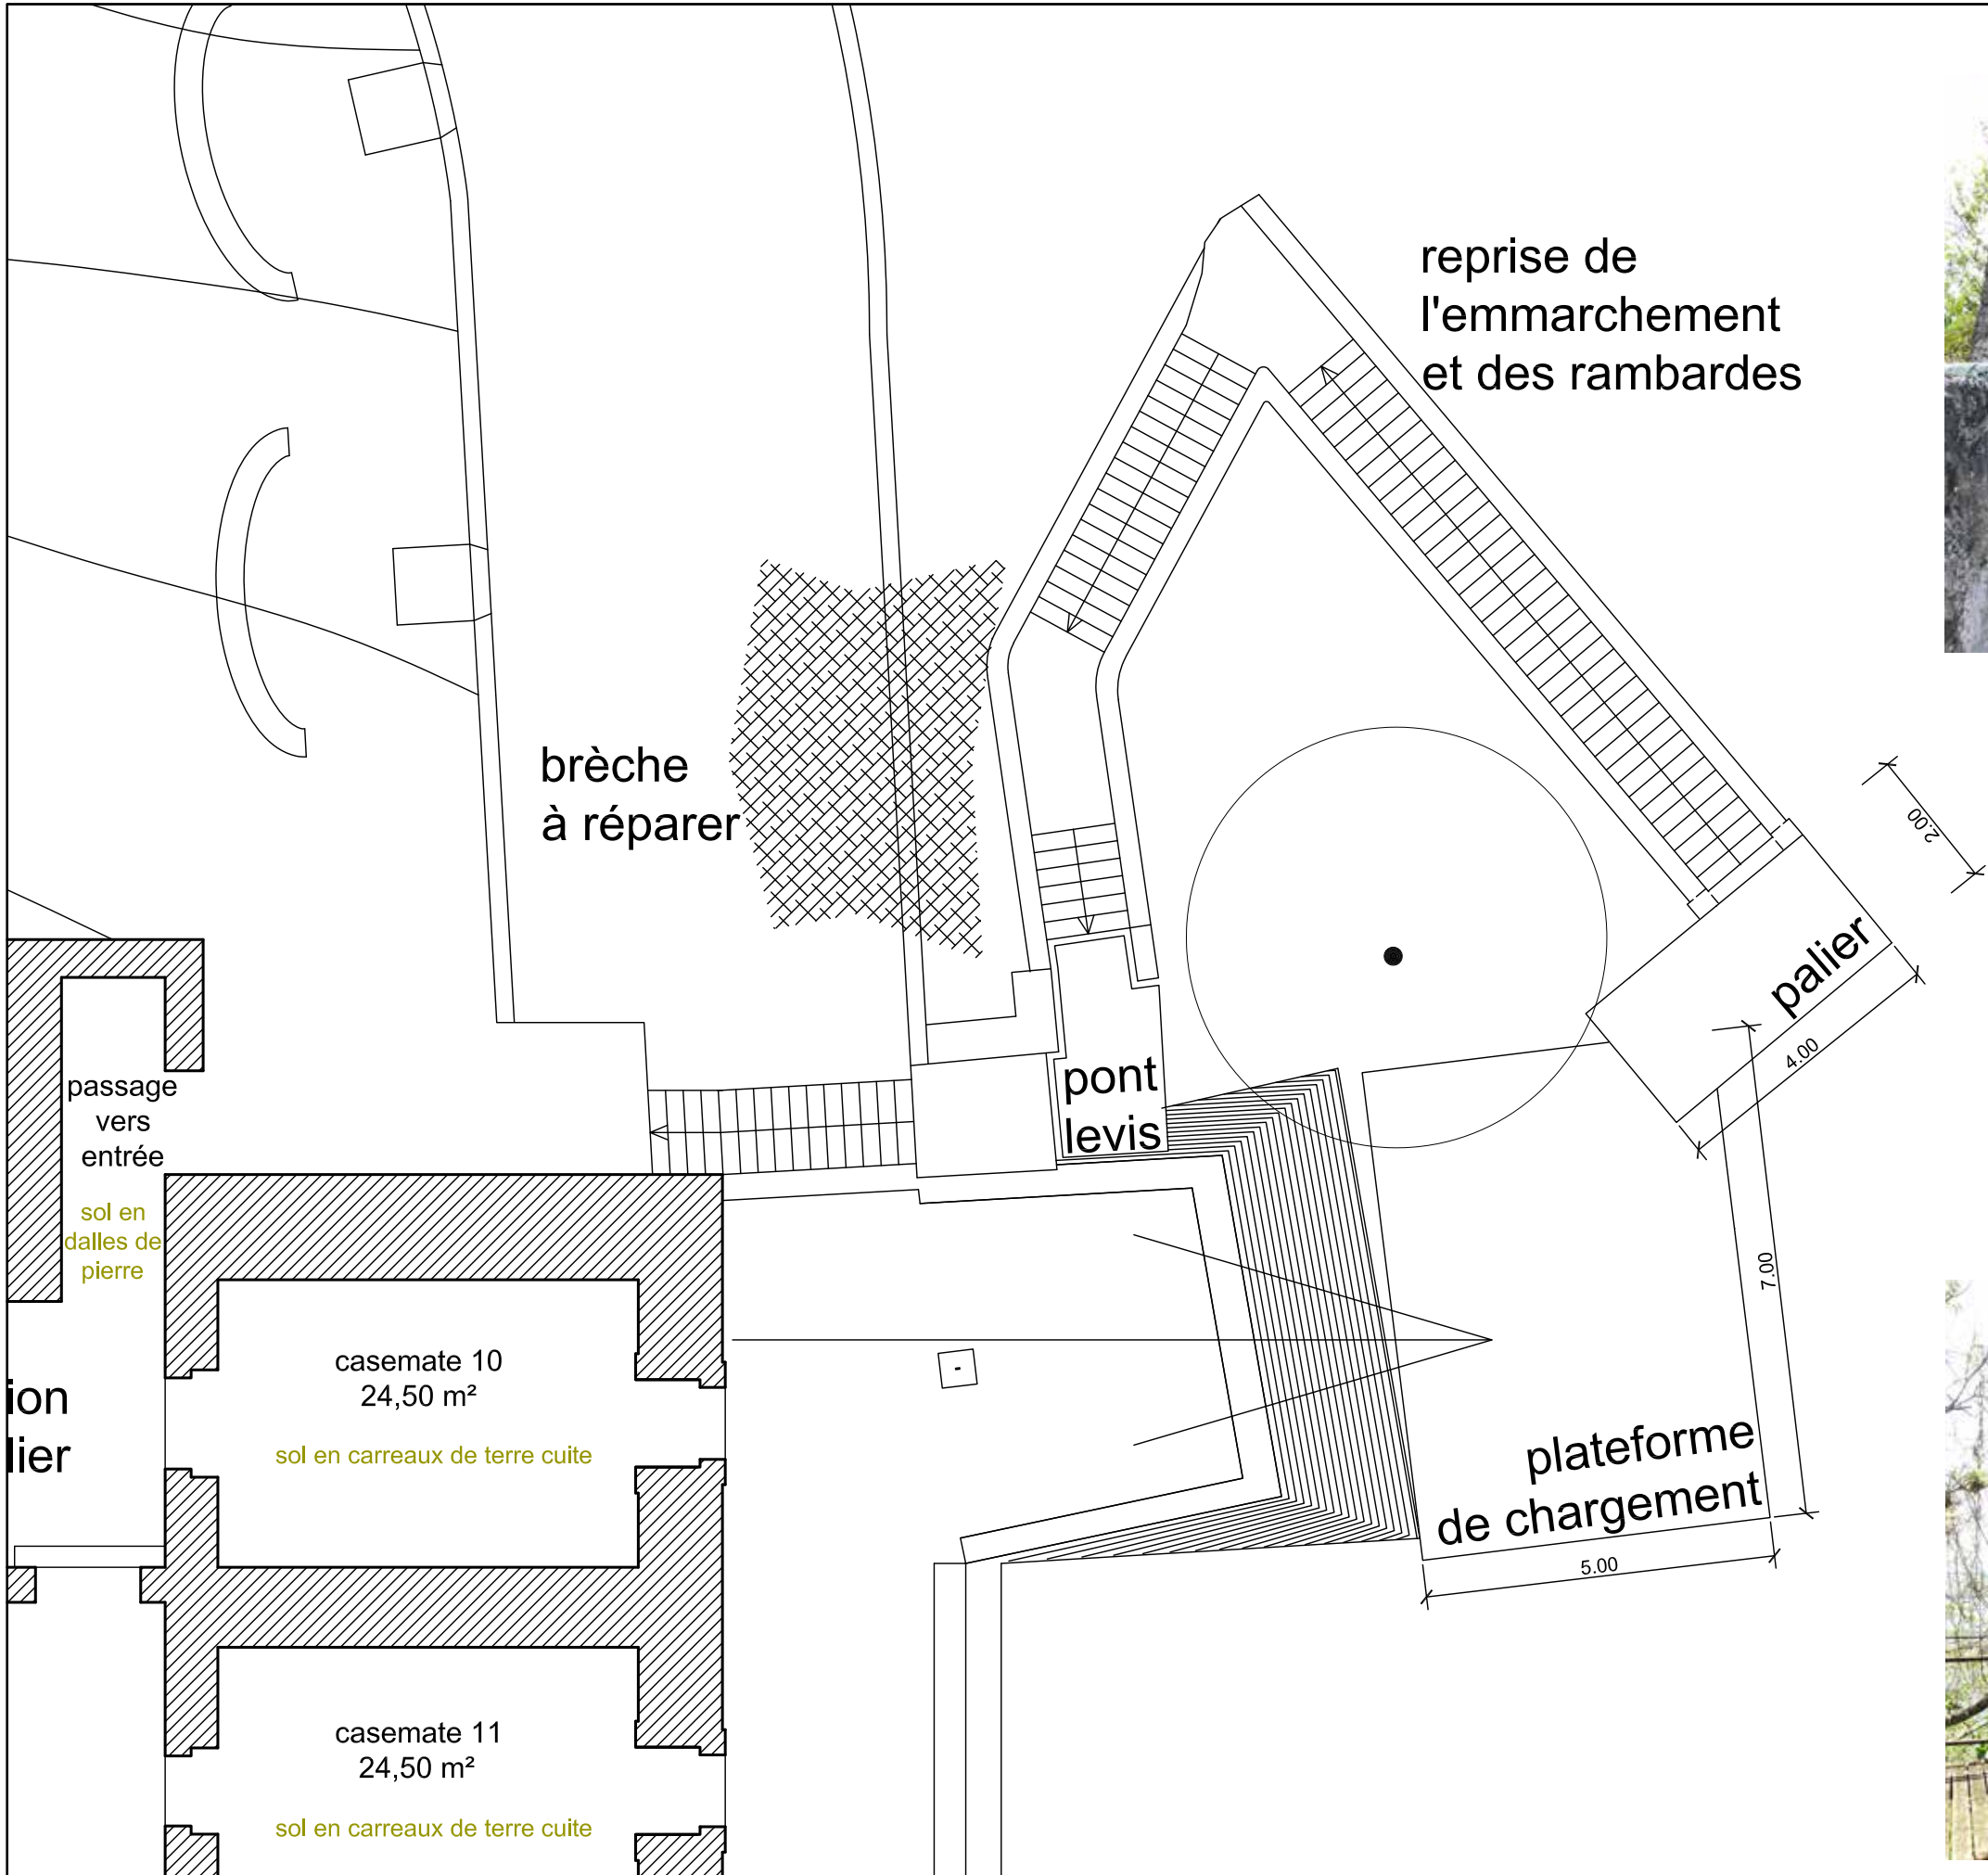 reprise de
l'emmarchement
et des rambardes
brèche
à réparer
2.00
palier
4.00
passage
vers
entrée
pont
levis
sol en
dalles de
pierre
7.00
casemate 10
24,50 m²
ion
lier
sol en carreaux de terre cuite
plateforme
de chargement
5.00
casemate 11
24,50 m²
sol en carreaux de terre cuite